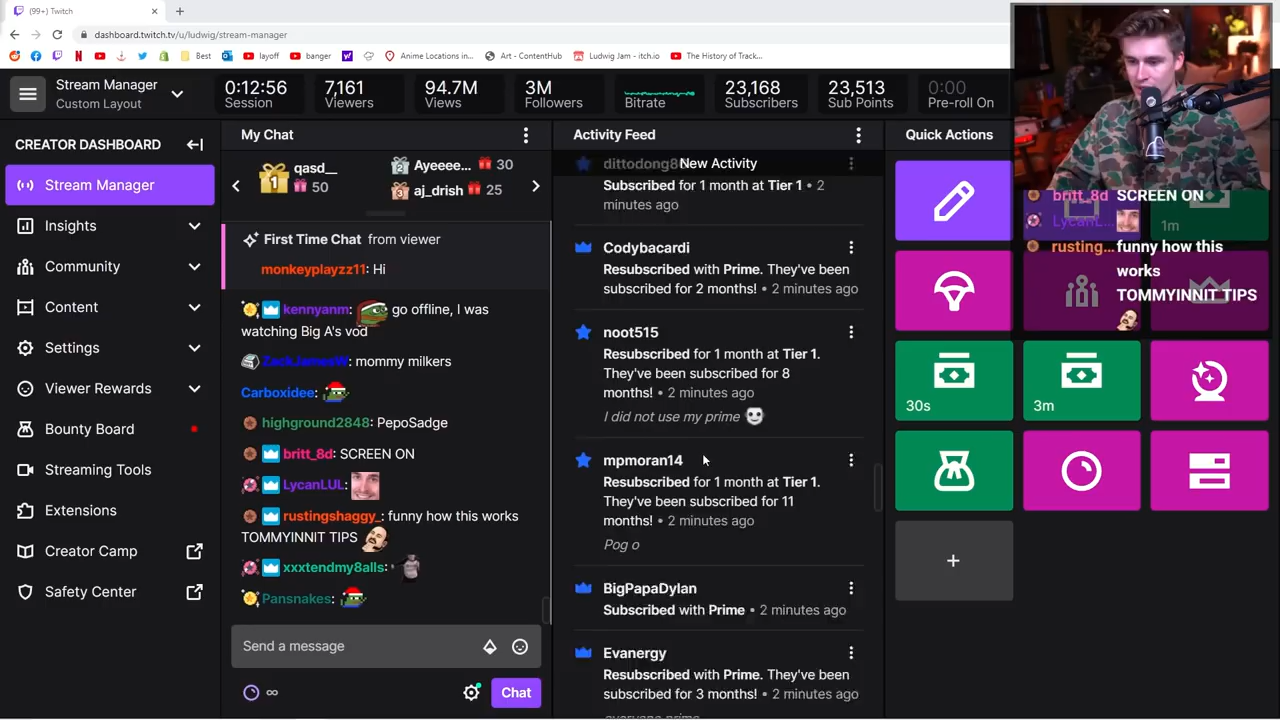 (99+) Twitch
dashboard.twitch.tv/u/ludwig/stream-manager
Best
layoff
banger
Anime Locations in...
Art - ContentHub
Ludwig Jam - itch.io
The History of Track...
Stream Manager
Custom Layout
0:12:56
Session
7,161
Viewers
94.7M
Views
3M
Followers
Bitrate
23,168
Subscribers
23,513
Sub Points
0:00
Pre-roll On
CREATOR DASHBOARD
Stream Manager
Insights
Community
Content
Settings
Viewer Rewards
Bounty Board
Streaming Tools
Extensions
Creator Camp
Safety Center
My Chat
1
qasd__
50
2
Ayeeee...
30
3
aj_drish
25
First Time Chat from viewer
monkeyplayzz11: Hi
kennyanm: go offline, I was
watching Big A's vod
ZackJamesW: mommy milkers
Carboxidee:
highground2848: PepoSadge
britt_8d: SCREEN ON
LycanLUL:
rustingshaggy_: funny how this works
TOMMYINNIT TIPS
xxxtendmy8alls:
Pansnakes:
Send a message
Chat
Activity Feed
New Activity
Subscribed for 1 month at Tier 1 • 2
minutes ago
Codybacardi
Resubscribed with Prime. They've been
subscribed for 2 months! • 2 minutes ago
noot515
Resubscribed for 1 month at Tier 1.
They've been subscribed for 8
months! • 2 minutes ago
I did not use my prime
mpmoran14
Resubscribed for 1 month at Tier 1.
They've been subscribed for 11
months! • 2 minutes ago
Pog o
BigPapaDylan
Subscribed with Prime • 2 minutes ago
Evanergy
Resubscribed with Prime. They've been
subscribed for 3 months! • 2 minutes ago
everyone prime
Quick Actions
1m
30s
3m
britt_8d SCREEN ON
LycanL...
rusting... funny how this
works
TOMMYINNIT TIPS